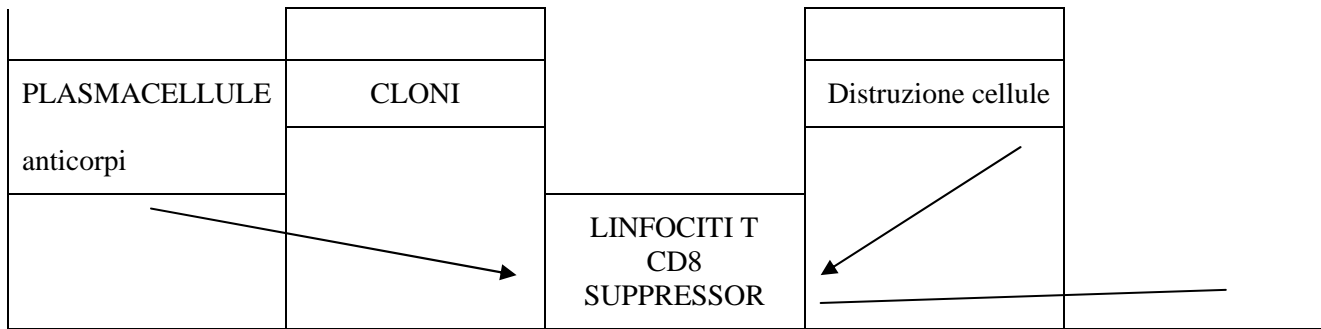 PLASMACELLULE
anticorpi
CLONI
Distruzione cellule
LINFOCITI T
CD8
SUPPRESSOR